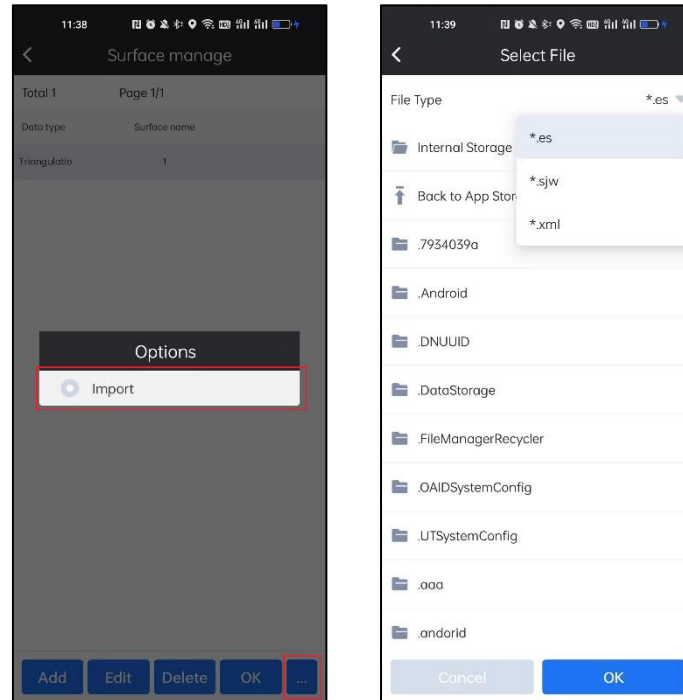 11:38
Surface manage
Total 1 Page 1/1
Data type Surface name
Triangulatio 1
Options
Import
Add Edit Delete OK ...
11:39
Select File
File Type *.es
*.es
*.sjw
*.xml
Internal Storage
Back to App Stor
.7934039a
.Android
.DNUUID
.DataStorage
.FileManagerRecycler
.OAIDSystemConfig
.UTSystemConfig
.aaa
.andorid
Cancel OK